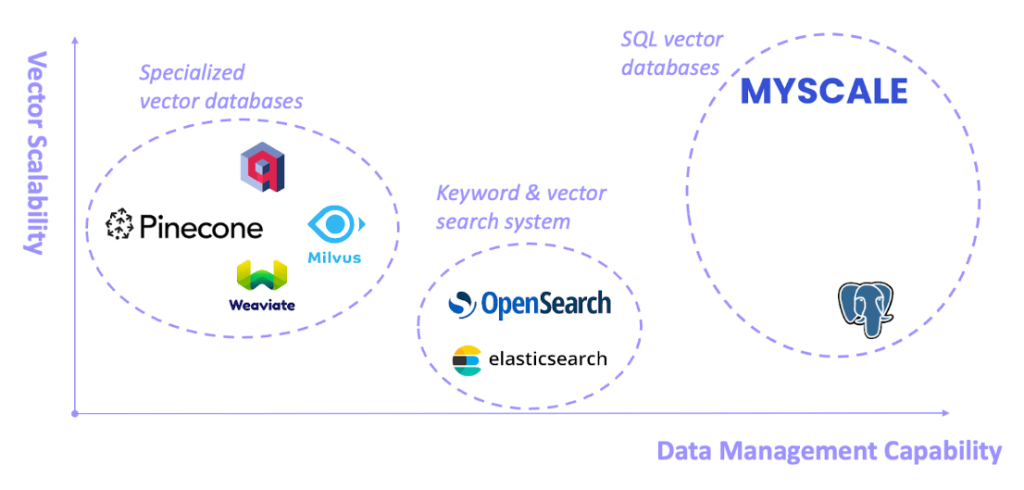 Vector Scalability
Specialized
vector databases
Pinecone
Milvus
Weaviate
Keyword & vector
search system
OpenSearch
elasticsearch
SQL vector
databases
MYSCALE
Data Management Capability